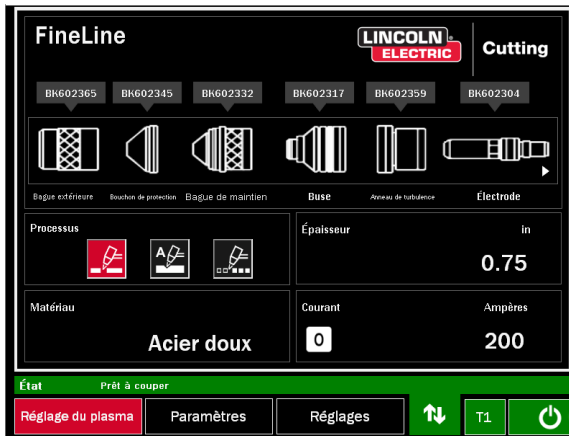 FineLine
LINCOLN
ELECTRIC
Cutting
BK602365 BK602345 BK602332 BK602317 BK602359 BK602304
Bague extérieure Bouchon de protection Bague de maintien Buse Anneau de turbulence Électrode
Processus
A
Épaisseur in
0.75
Matériau
Acier doux
Courant Ampères
O 200
État Prêt à couper
Réglage du plasma Paramètres Réglages T1